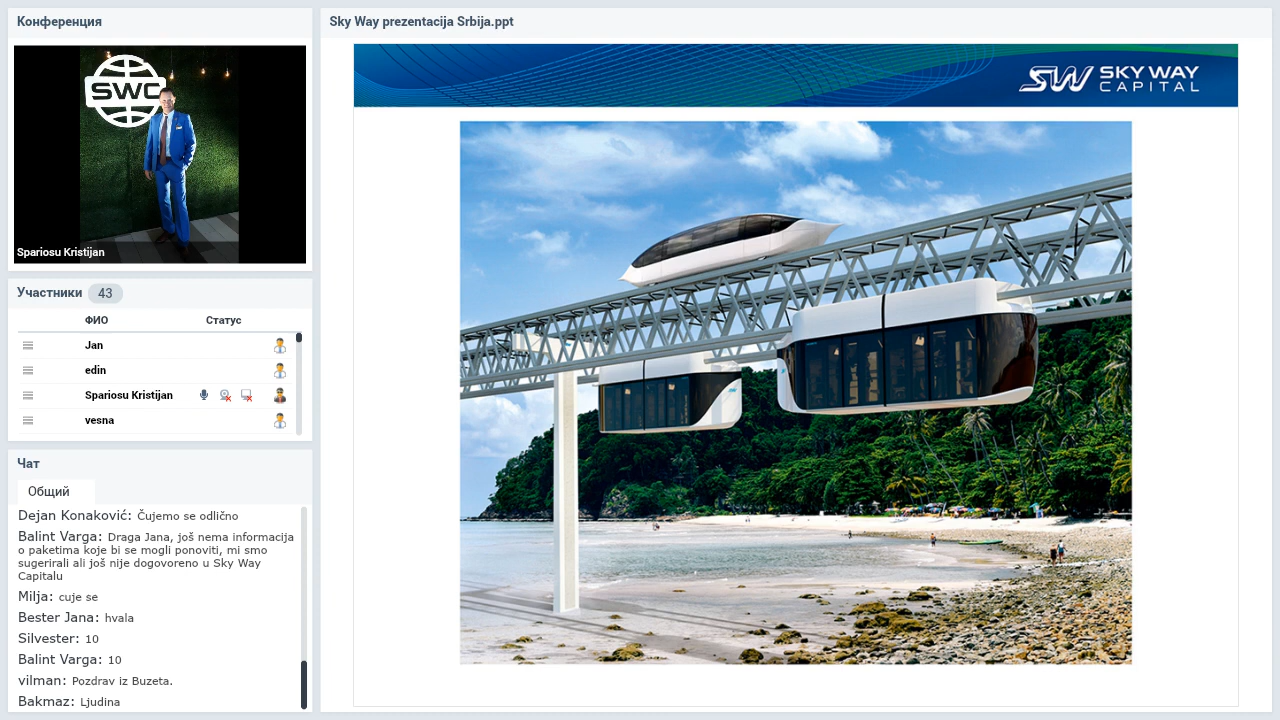 Конференция
SWC
Spariosu Kristijan
Участники 43
ФИО Статус
Jan
edin
Spariosu Kristijan
vesna
Чат
Общий
Dejan Konaković: Čujemo se odlično
Balint Varga: Draga Jana, još nema informacija
o paketima koje bi se mogli ponoviti, mi smo
sugerirali ali još nije dogovoreno u Sky Way
Capitalu
Milja: cuje se
Bester Jana: hvala
Silvester: 10
Balint Varga: 10
vilman: Pozdrav iz Buzeta.
Bakmaz: Ljudina
Sky Way prezentacija Srbija.ppt
SW SKY WAY
CAPITAL